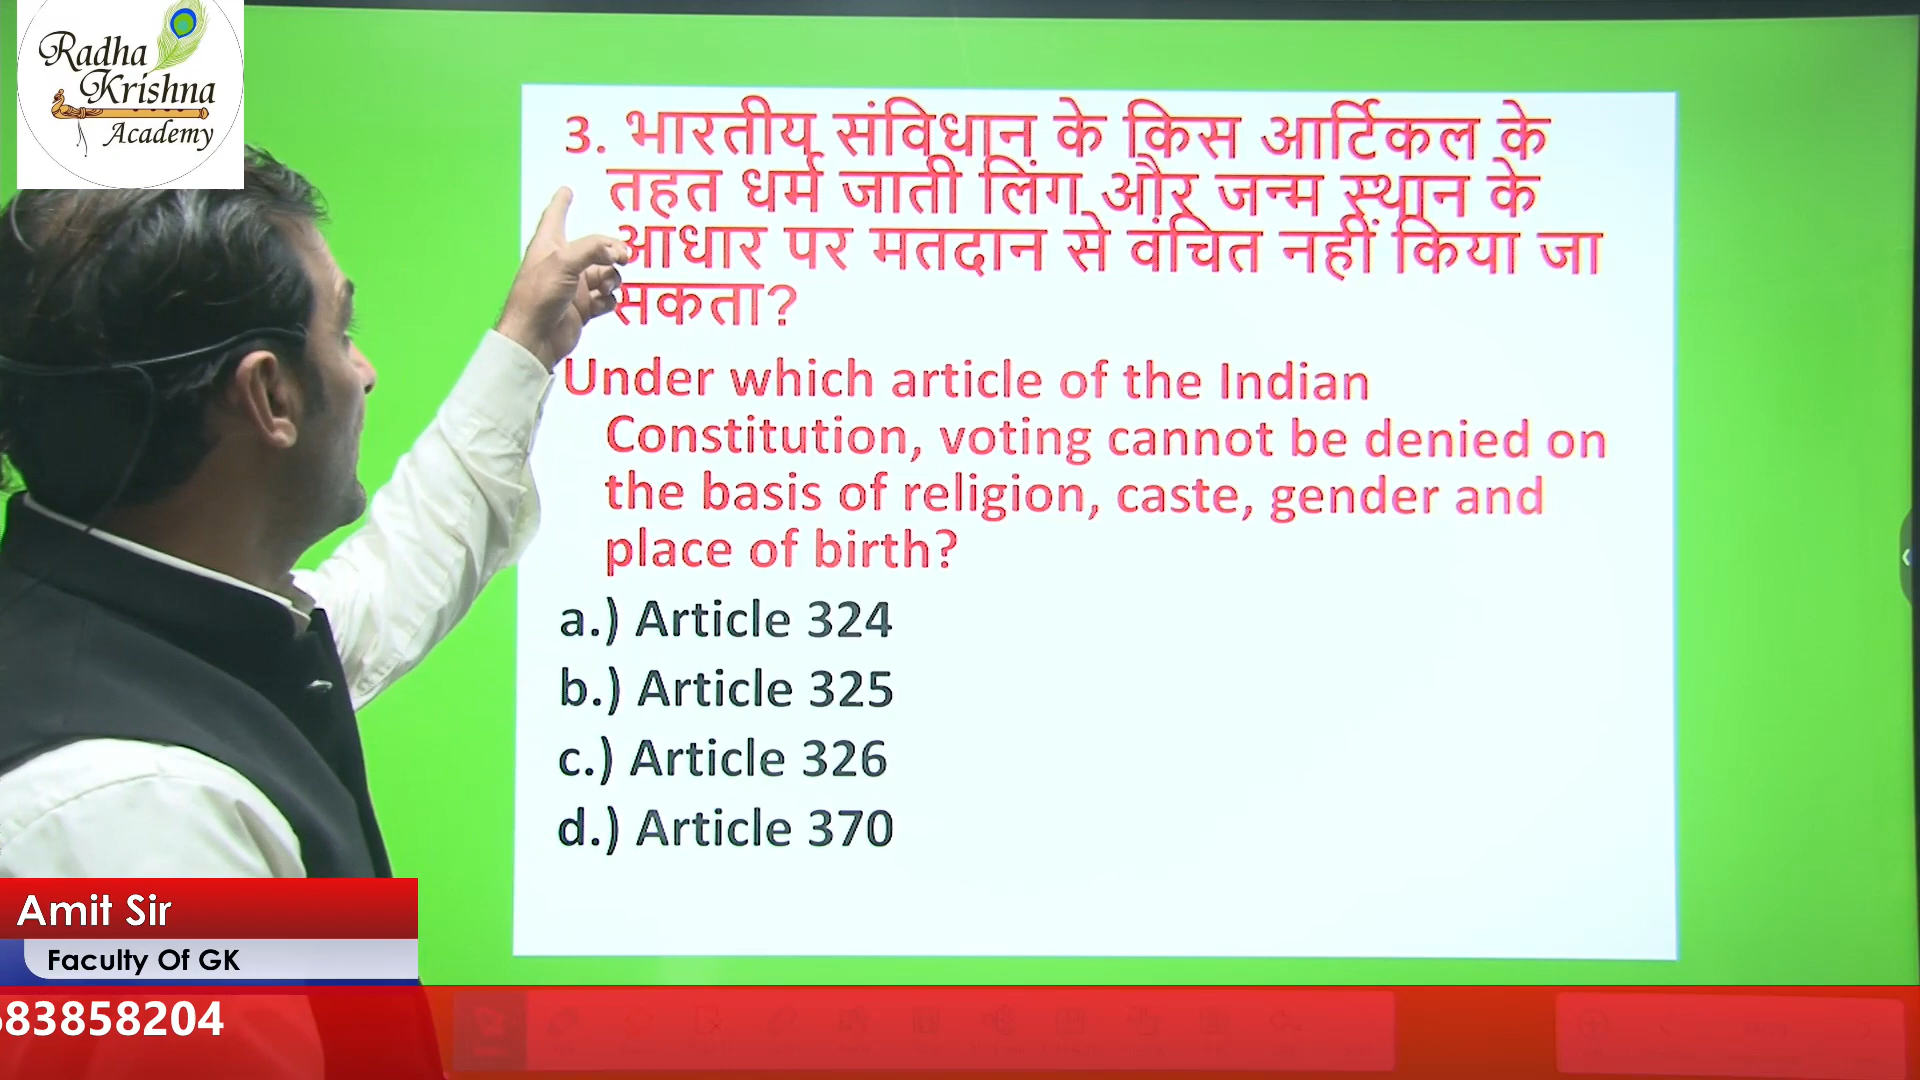 Radha
Krishna
Academy
3. भारतीय संविधान के किस आर्टिकल के
तहत धर्म जाती लिंग और जन्म स्थान के
आधार पर मतदान से वंचित नहीं किया जा
सकता?
Under which article of the Indian
Constitution, voting cannot be denied on
the basis of religion, caste, gender and
place of birth?
a.) Article 324
b.) Article 325
c.) Article 326
d.) Article 370
Amit Sir
Faculty Of GK
83858204